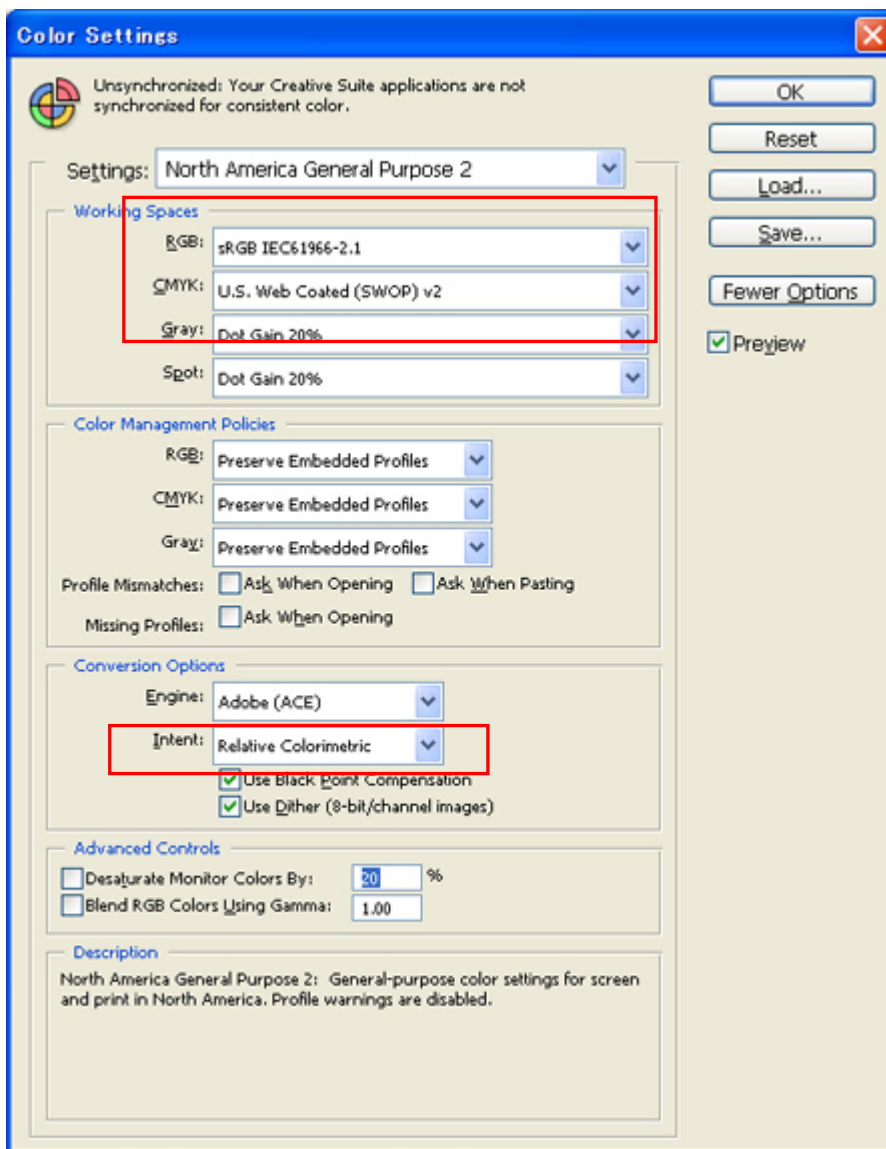 Color Settings
Unsynchronized: Your Creative Suite applications are not
synchronized for consistent color.
OK
Reset
Load...
Save...
Fewer Options
Preview
Settings: North America General Purpose 2
Working Spaces
RGB: sRGB IEC61966-2.1
CMYK: U.S. Web Coated (SWOP) v2
Gray: Dot Gain 20%
Spot: Dot Gain 20%
Color Management Policies
RGB: Preserve Embedded Profiles
CMYK: Preserve Embedded Profiles
Gray: Preserve Embedded Profiles
Profile Mismatches: Ask When Opening Ask When Pasting
Missing Profiles: Ask When Opening
Conversion Options
Engine: Adobe (ACE)
Intent: Relative Colorimetric
Use Black Point Compensation
Use Dither (8-bit/channel images)
Advanced Controls
Desaturate Monitor Colors By: 20 %
Blend RGB Colors Using Gamma: 1.00
Description
North America General Purpose 2: General-purpose color settings for screen
and print in North America. Profile warnings are disabled.